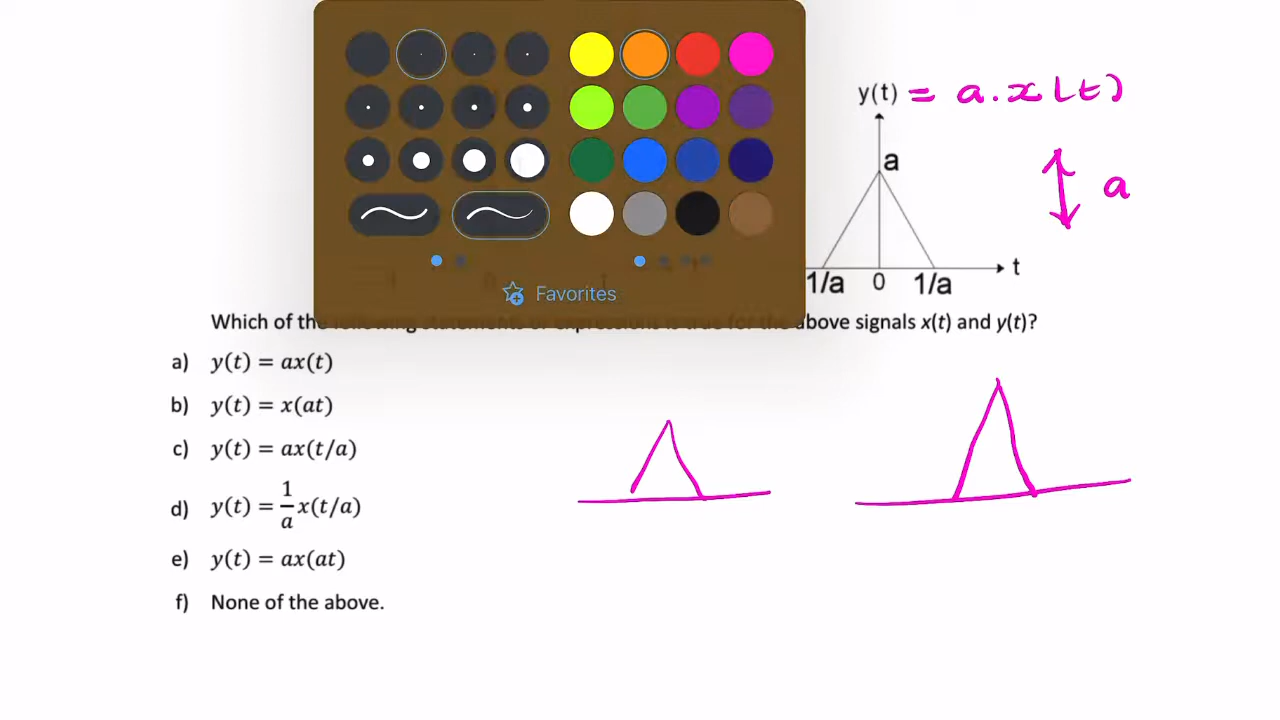 y(t) = a.x(t)
a
a
t
1/a 0 1/a
Favorites
Which of the above signals x(t) and y(t)?
a) y(t) = ax(t)
b) y(t) = x(at)
c) y(t) = ax(t/a)
d) y(t) = 1/a x(t/a)
e) y(t) = ax(at)
f) None of the above.